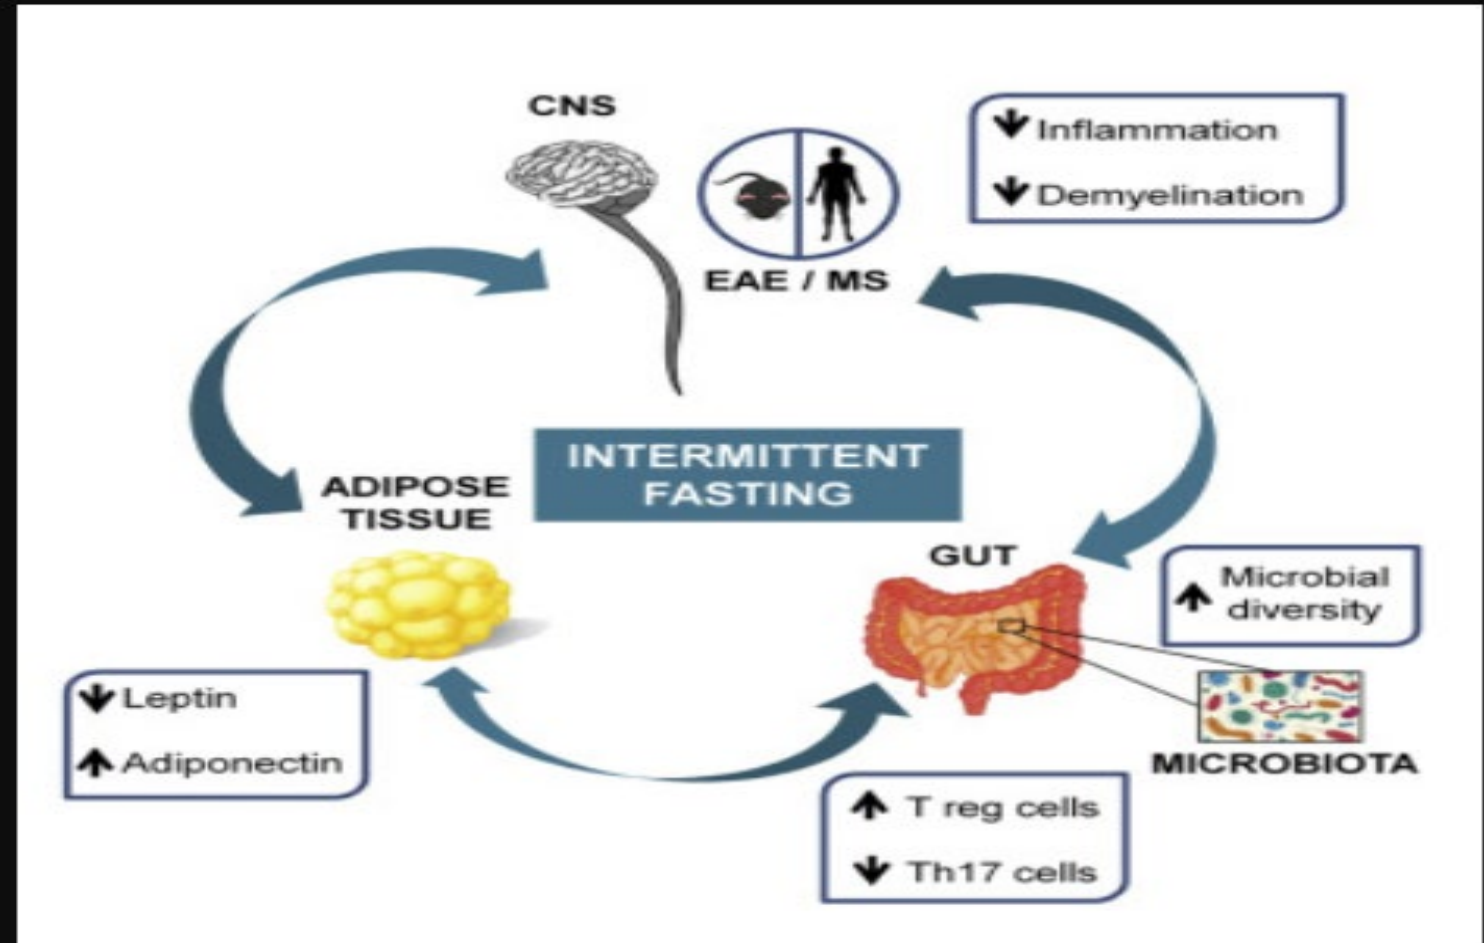 CNS
Inflammation
Demyelination
EAE / MS
INTERMITTENT
FASTING
ADIPOSE
TISSUE
GUT
Microbial
diversity
Leptin
Adiponectin
MICROBIOTA
T reg cells
Th17 cells